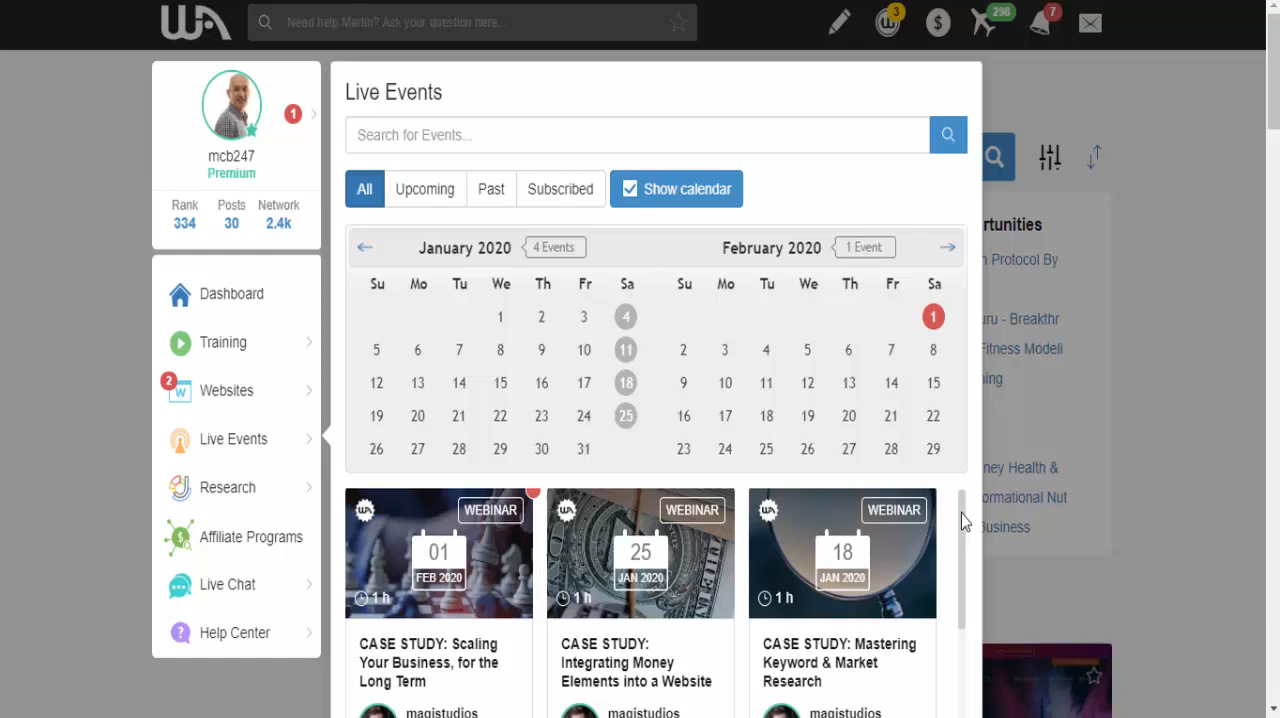 WA
Need help Martin? Ask your question here...
3
298
7
1
mcb247
Premium
Rank Posts Network
334 30 2.4k
Dashboard
Training
2
W
Websites
Live Events
Research
Affiliate Programs
Live Chat
Help Center
Live Events
Search for Events...
All Upcoming Past Subscribed Show calendar
January 2020 4 Events
Su Mo Tu We Th Fr Sa
1 2 3 4
5 6 7 8 9 10 11
12 13 14 15 16 17 18
19 20 21 22 23 24 25
26 27 28 29 30 31
February 2020 1 Event
Su Mo Tu We Th Fr Sa
1
2 3 4 5 6 7 8
9 10 11 12 13 14 15
16 17 18 19 20 21 22
23 24 25 26 27 28 29
WA WEBINAR
01
FEB 2020
1 h
CASE STUDY: Scaling
Your Business, for the
Long Term
magistudios
WA WEBINAR
25
JAN 2020
1 h
CASE STUDY:
Integrating Money
Elements into a Website
magistudios
WA WEBINAR
18
JAN 2020
1 h
CASE STUDY: Mastering
Keyword & Market
Research
magistudios
rtunities
n Protocol By
uru - Breakthr
Fitness Modeli
ing
ney Health &
ormational Nut
Business